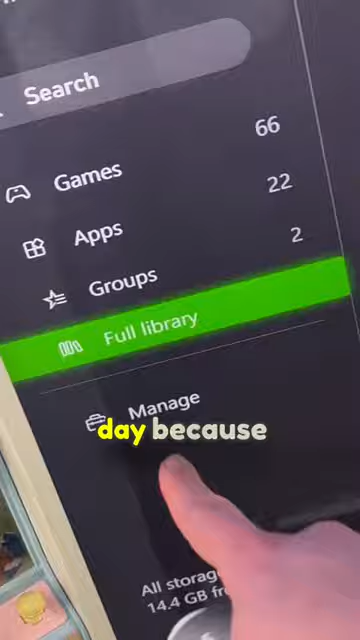 Search
Games 66
Apps 22
Groups 2
Full library
Manage
day because
All storag
14.4 GB fr